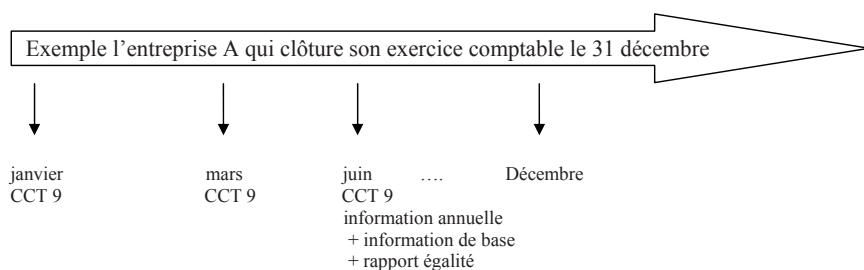 Exemple l’entreprise A qui clôture son exercice comptable le 31 décembre
janvier mars juin …. Décembre
CCT 9 CCT 9 CCT 9
information annuelle
+ information de base
+ rapport égalité